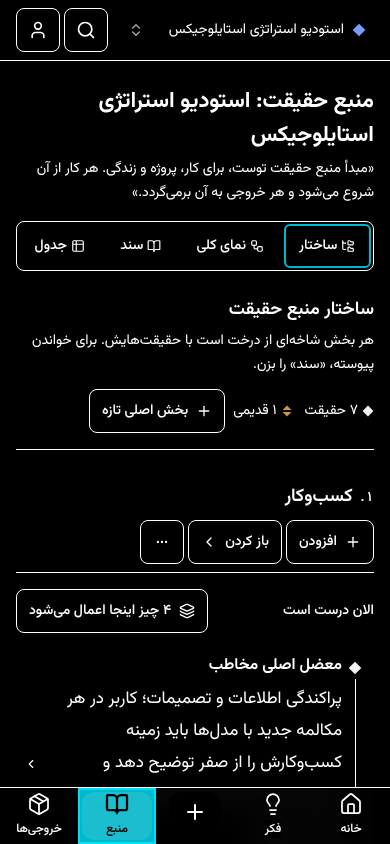 استودیو استراتژی استایلوجیکس
منبع حقیقت: استودیو استراتژی
استایلوجیکس
«مبدأ منبع حقیقت توست، برای کار، پروژه و زندگی. هر کار از آن
شروع می‌شود و هر خروجی به آن برمی‌گردد.»
ساختار
نمای کلی
سند
جدول
ساختار منبع حقیقت
هر بخش شاخه‌ای از درخت است با حقیقت‌هایش. برای خواندن
پیوسته، «سند» را بزن.
۷ حقیقت
۱ قدیمی
بخش اصلی تازه
۱. کسب‌وکار
افزودن
باز کردن
الان درست است
۴ چیز اینجا اعمال می‌شود
معضل اصلی مخاطب
پراکندگی اطلاعات و تصمیمات؛ کاربر در هر
مکالمه جدید با مدل‌ها باید زمینه
کسب‌وکارش را از صفر توضیح دهد و
خانه
فکر
منبع
خروجی‌ها